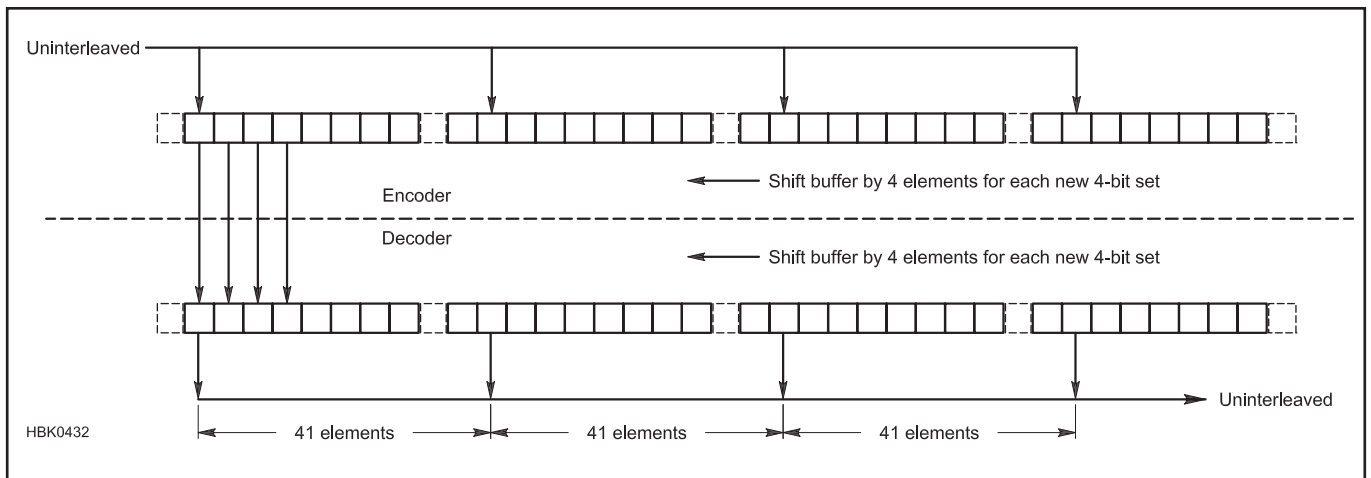 Uninterleaved
Shift buffer by 4 elements for each new 4-bit set
Encoder
Decoder
Shift buffer by 4 elements for each new 4-bit set
Uninterleaved
HBK0432
41 elements
41 elements
41 elements